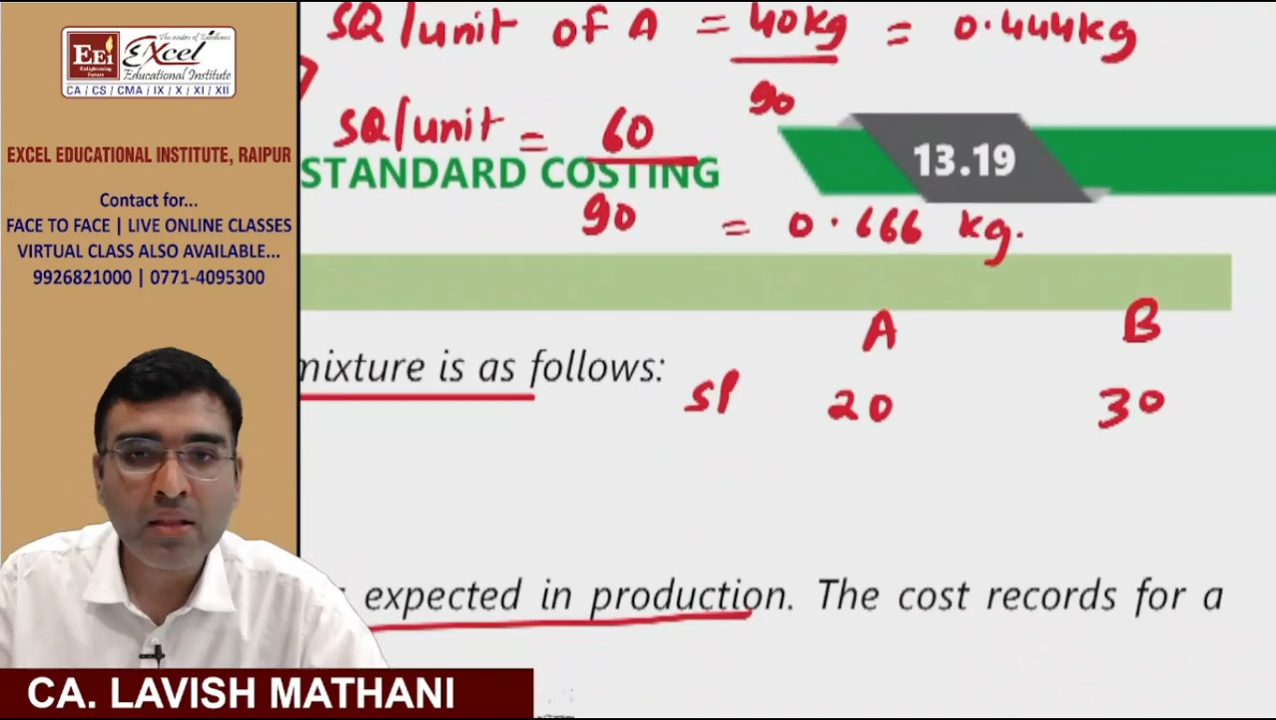 SQ/unit of A = 40kg = 0.444kg
90
SQ/unit = 60
90
= 0.666 kg.
EEi
Enlightening Future
The centre of Excellence
Excel
Educational Institute
CA / CS / CMA / IX / X / XI / XII
EXCEL EDUCATIONAL INSTITUTE, RAIPUR
Contact for...
FACE TO FACE | LIVE ONLINE CLASSES
VIRTUAL CLASS ALSO AVAILABLE...
9926821000 | 0771-4095300
STANDARD COSTING
13.19
A B
mixture is as follows:
SP 20 30
expected in production. The cost records for a
CA. LAVISH MATHANI